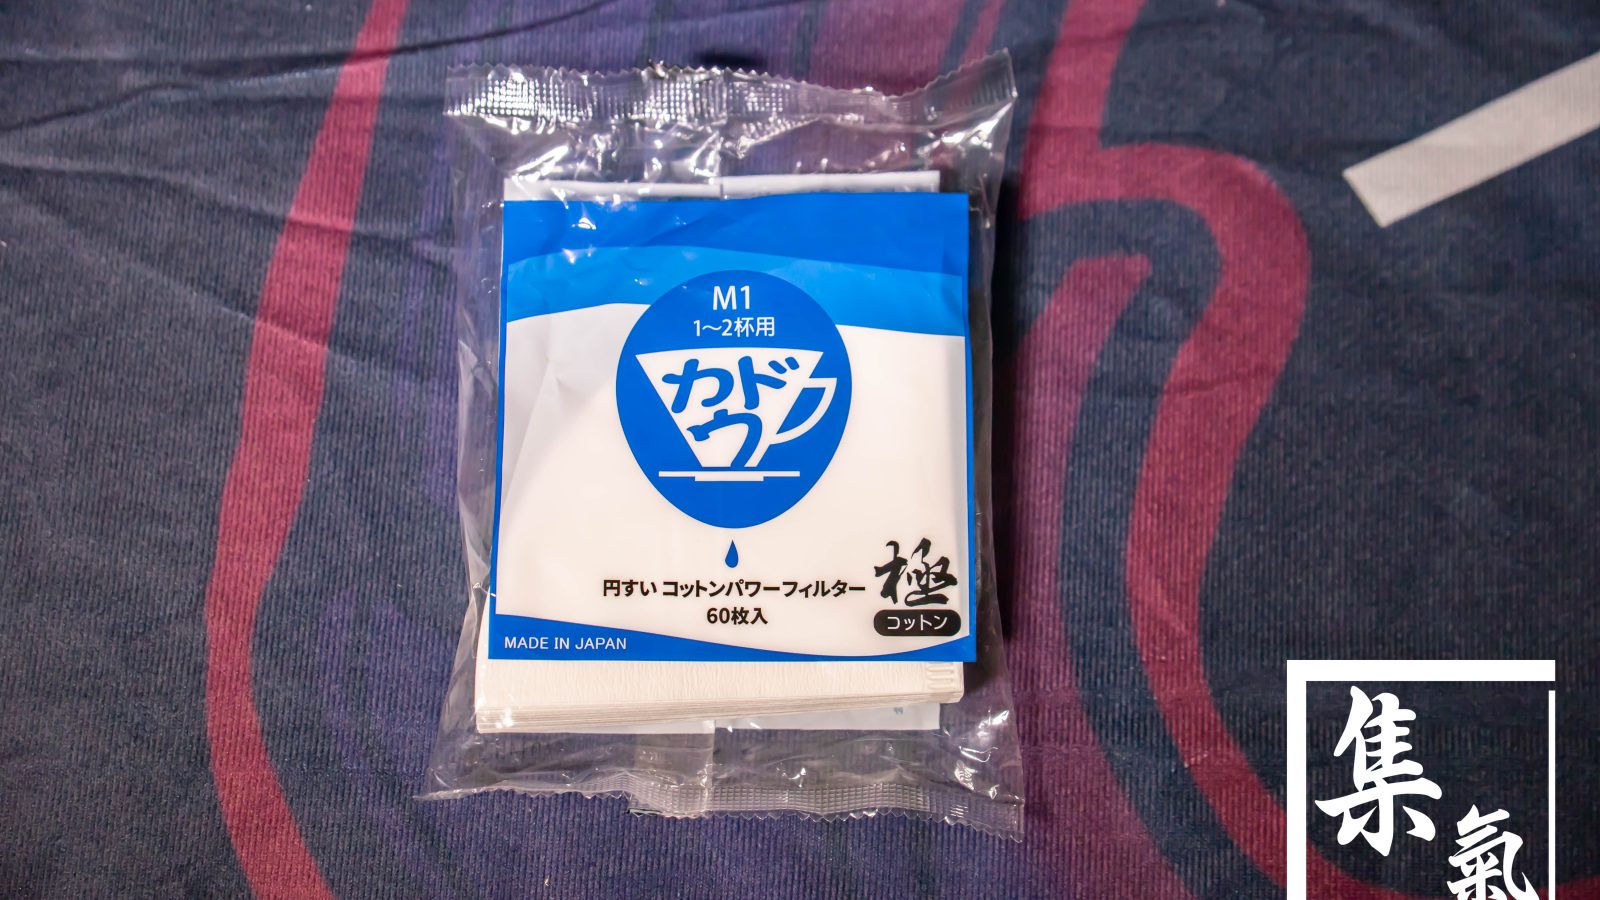 M1
1～2杯用
カドウ
円すい コットンパワーフィルター
60枚入
極
コットン
MADE IN JAPAN
集
氣